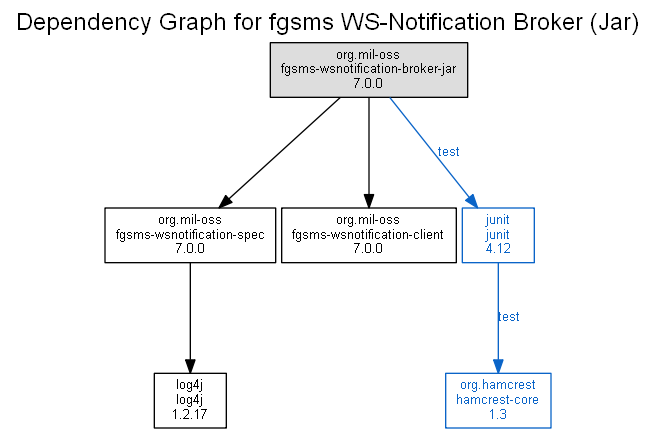 Dependency Graph for fgsms WS-Notification Broker (Jar)
org.mil-oss
fgsms-wsnotification-broker-jar
7.0.0
test
org.mil-oss
fgsms-wsnotification-spec
7.0.0
org.mil-oss
fgsms-wsnotification-client
7.0.0
junit
junit
4.12
test
log4j
log4j
1.2.17
org.hamcrest
hamcrest-core
1.3